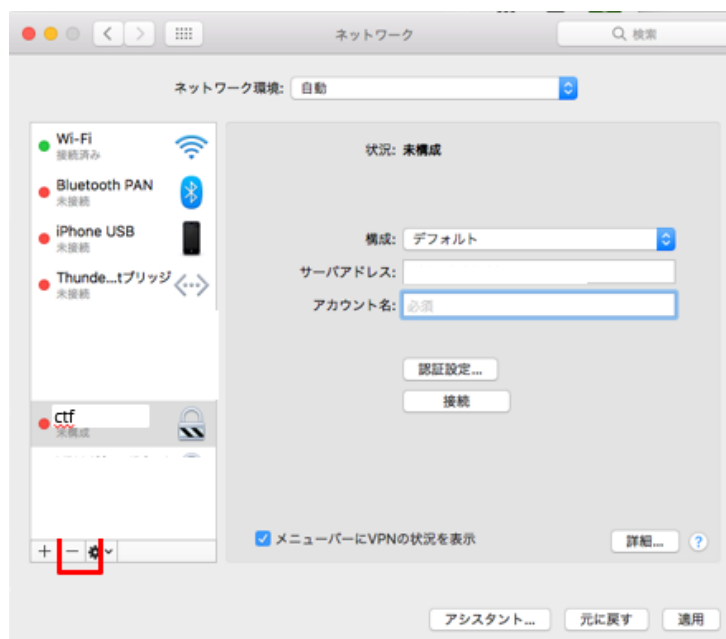 ネットワーク
検索
ネットワーク環境: 自動
Wi-Fi
接続済み
Bluetooth PAN
未接続
iPhone USB
未接続
Thunde...tブリッジ
未接続
ctf
未構成
状況: 未構成
構成: デフォルト
サーバアドレス:
アカウント名: 必須
認証設定...
接続
メニューバーにVPNの状況を表示
詳細... ?
アシスタント... 元に戻す 適用